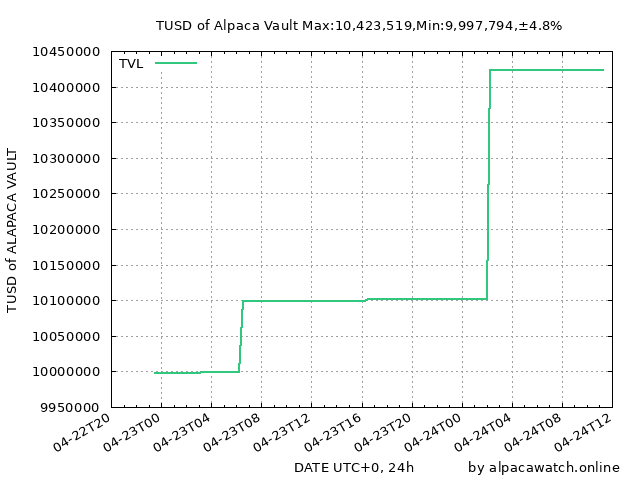 TUSD of Alpaca Vault Max:10,423,519,Min:9,997,794,±4.8%
TVL
10450000
10400000
10350000
10300000
10250000
10200000
10150000
10100000
10050000
10000000
9950000
TUSD of ALAPACA VAULT
04-22T20
04-23T00
04-23T04
04-23T08
04-23T12
04-23T16
04-23T20
04-24T00
04-24T04
04-24T08
04-24T12
DATE UTC+0, 24h
by alpacawatch.online